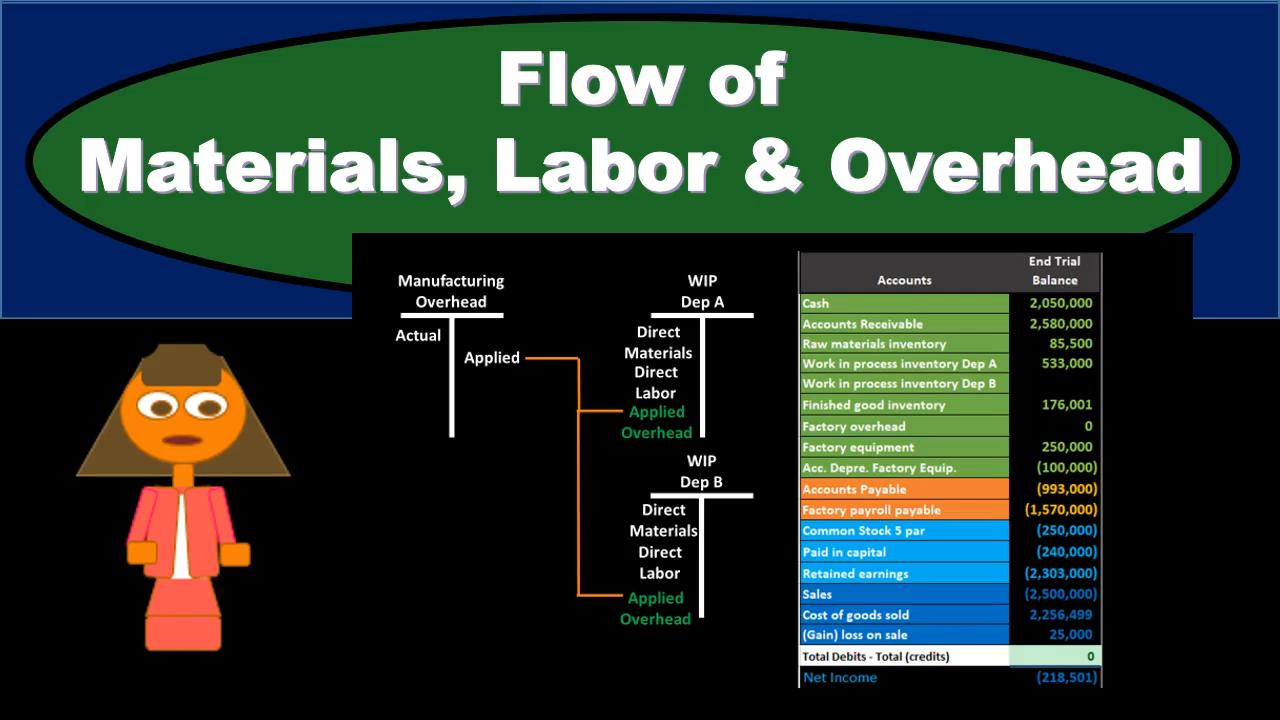 Flow of
Materials, Labor & Overhead
Manufacturing
Overhead
Actual
Applied
WIP
Dep A
Direct
Materials
Direct
Labor
Applied
Overhead
WIP
Dep B
Direct
Materials
Direct
Labor
Applied
Overhead
Accounts End Trial Balance
Cash 2,050,000
Accounts Receivable 2,580,000
Raw materials inventory 85,500
Work in process inventory Dep A 533,000
Work in process inventory Dep B
Finished good inventory 176,001
Factory overhead 0
Factory equipment 250,000
Acc. Depre. Factory Equip. (100,000)
Accounts Payable (993,000)
Factory payroll payable (1,570,000)
Common Stock 5 par (250,000)
Paid in capital (240,000)
Retained earnings (2,303,000)
Sales (2,500,000)
Cost of goods sold 2,256,499
(Gain) loss on sale 25,000
Total Debits - Total (credits) 0
Net Income (218,501)